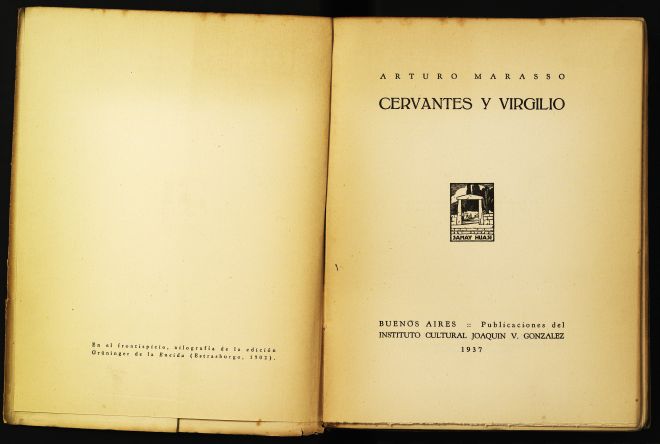 En el frontispicio, xilografía de la edición
Grüninger de la Eneida (Estrasburgo, 1502).
ARTURO MARASSO
CERVANTES Y VIRGILIO
SAMAY HUASI
BUENOS AIRES :: Publicaciones del
INSTITUTO CULTURAL JOAQUIN V. GONZALEZ
1937